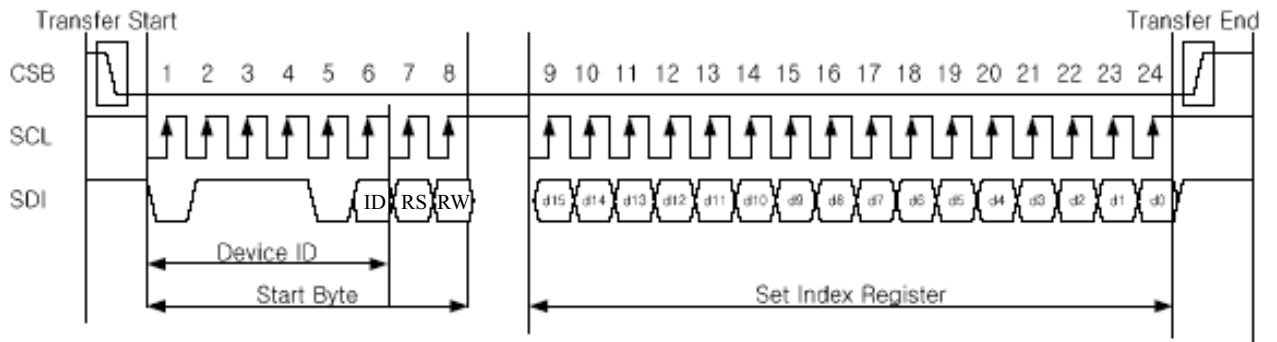 Transfer Start Transfer End
CSB 1 2 3 4 5 6 7 8 9 10 11 12 13 14 15 16 17 18 19 20 21 22 23 24
SCL
SDI ID RS RW d15 d14 d13 d12 d11 d10 d9 d8 d7 d6 d5 d4 d3 d2 d1 d0
Device ID
Start Byte Set Index Register